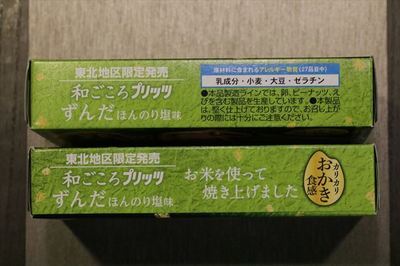 東北地区限定発売
和ごころプリッツ
ずんだ ほんのり塩味
原材料に含まれるアレルギー物質(27品目中)
乳成分・小麦・大豆・ゼラチン
●本品製造ラインでは、卵、ピーナッツ、え
びを含む製品を生産しています。●本製品
は、堅く仕上げておりますので、お召し上が
りの際には十分にご注意ください。
東北地区限定発売
和ごころプリッツ
ずんだ ほんのり塩味
お米を使って
焼き上げました
カリカリ
おかき
食感